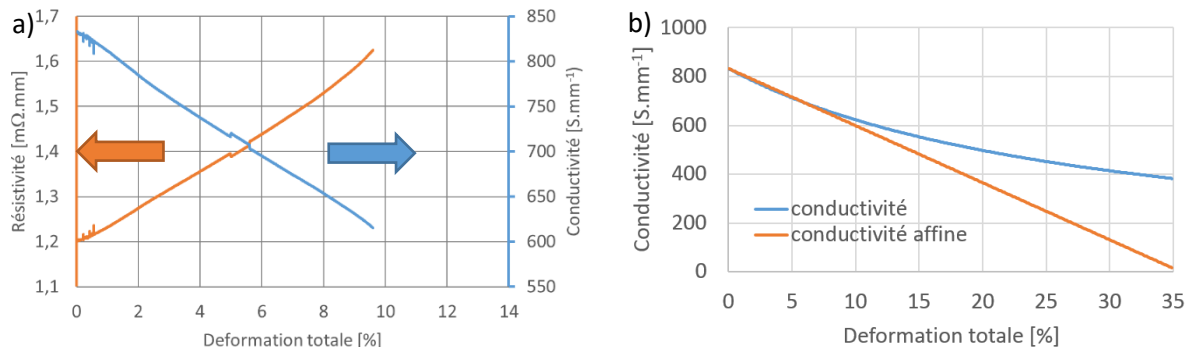 a)
Résistivité [mΩ.mm]
1,7
1,6
1,5
1,4
1,3
1,2
1,1
0 2 4 6 8 10 12 14
Deformation totale [%]
850
800
750
700
650
600
550
Conductivité [S.mm⁻¹)
b)
Conductivité [S.mm⁻¹]
1000
800
600
400
200
0
conductivité
conductivité affine
0 5 10 15 20 25 30 35
Deformation totale [%]